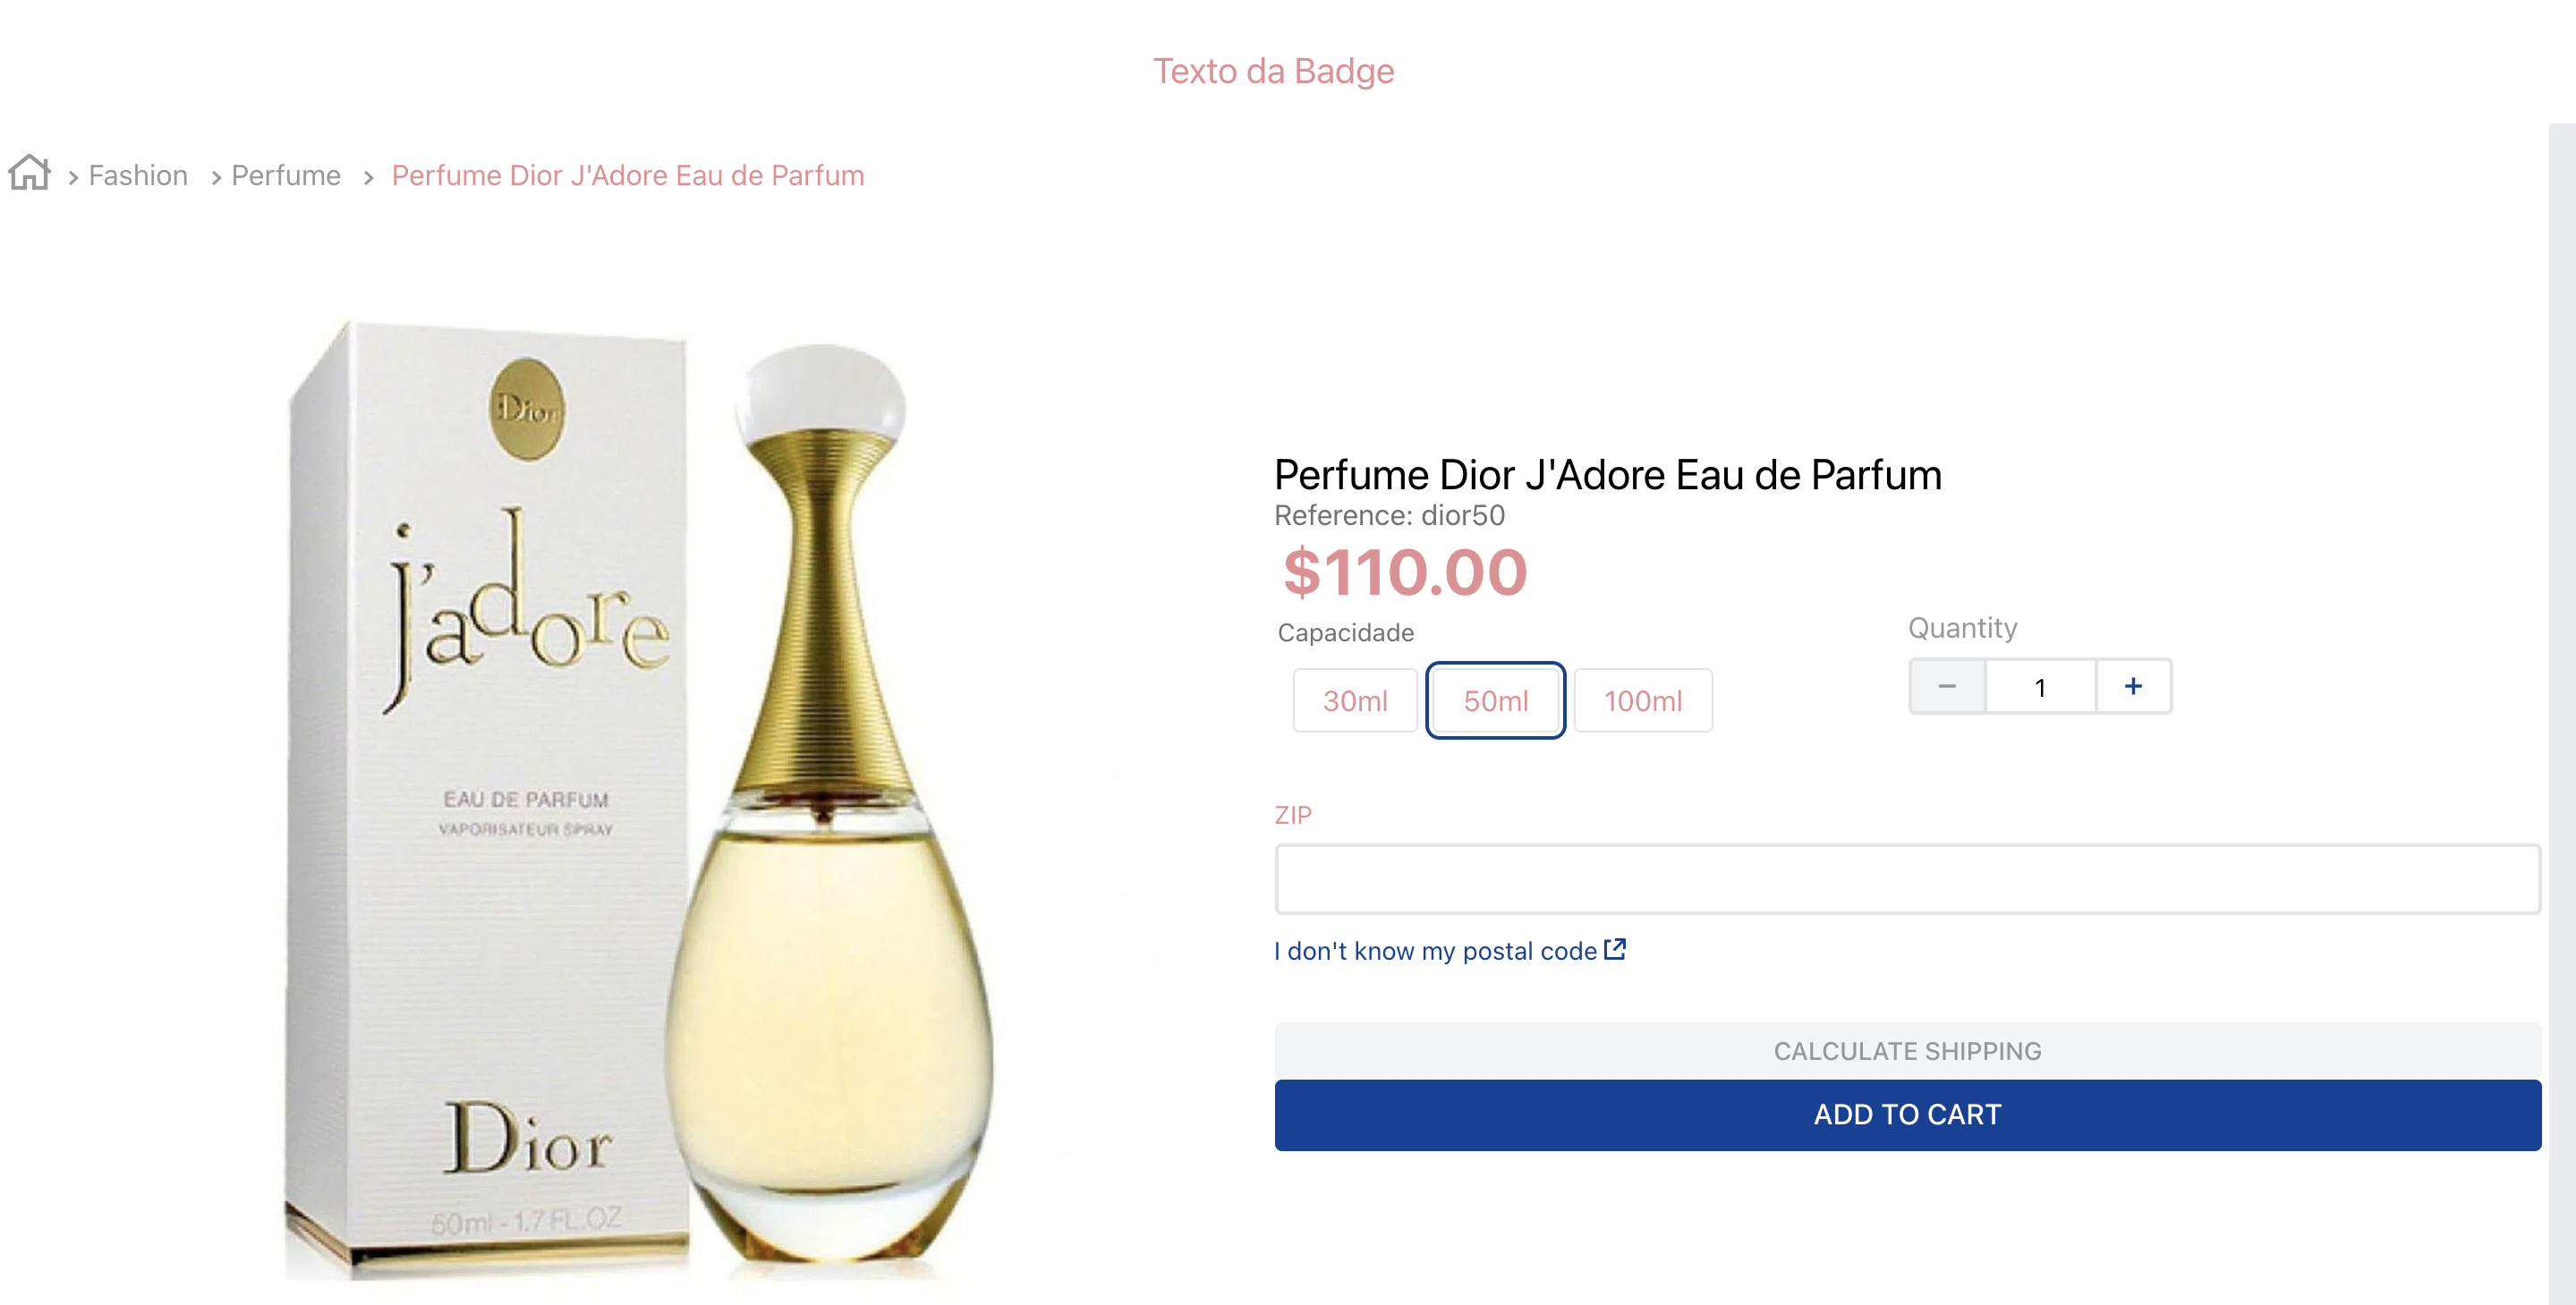 Texto da Badge
Fashion > Perfume > Perfume Dior J'Adore Eau de Parfum
Dior
j'adore
EAU DE PARFUM
VAPORISATEUR SPRAY
Dior
50ml - 1.7 FL.OZ
Perfume Dior J'Adore Eau de Parfum
Reference: dior50
$110.00
Capacidade
30ml 50ml 100ml
Quantity
− 1 +
ZIP
I don't know my postal code
CALCULATE SHIPPING
ADD TO CART